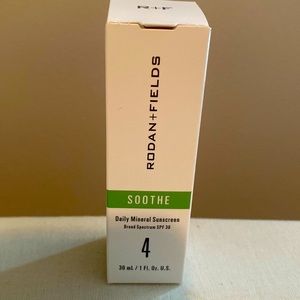 R+F
RODAN+FIELDS
SOOTHE
Daily Mineral Sunscreen
Broad Spectrum SPF 30
4
30 mL / 1 Fl. Oz. U.S.